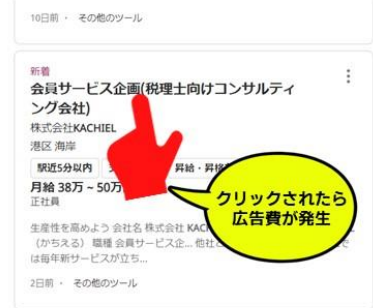 10日前 ・ その他のツール
新着
会員サービス企画(税理士向けコンサルティ
ング会社)
株式会社KACHIEL
港区 海岸
駅近5分以内 昇給・昇格
月給 38万 ~ 50万
正社員
クリックされたら
広告費が発生
生産性を高めよう 会社名 株式会社 KAC
(かちえる) 職種 会員サービス企... 他社と
は毎年新サービスが立ち...
2日前 ・ その他のツール